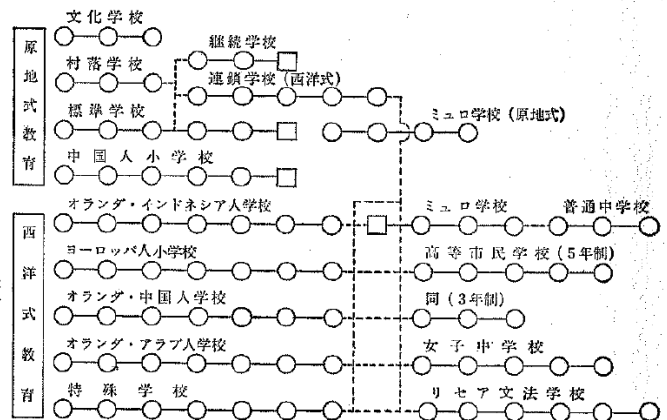 原地式教育
文化学校
村落学校
標準学校
中国人小学校
継続学校
連鎖学校(西洋式)
ミュロ学校(原地式)
西洋式教育
オランダ・インドネシア人学校
ヨーロッパ人小学校
オランダ・中国人学校
オランダ・アラブ人学校
特殊学校
ミュロ学校
普通中学校
高等市民学校(5年制)
同(3年制)
女子中学校
リセア文法学校